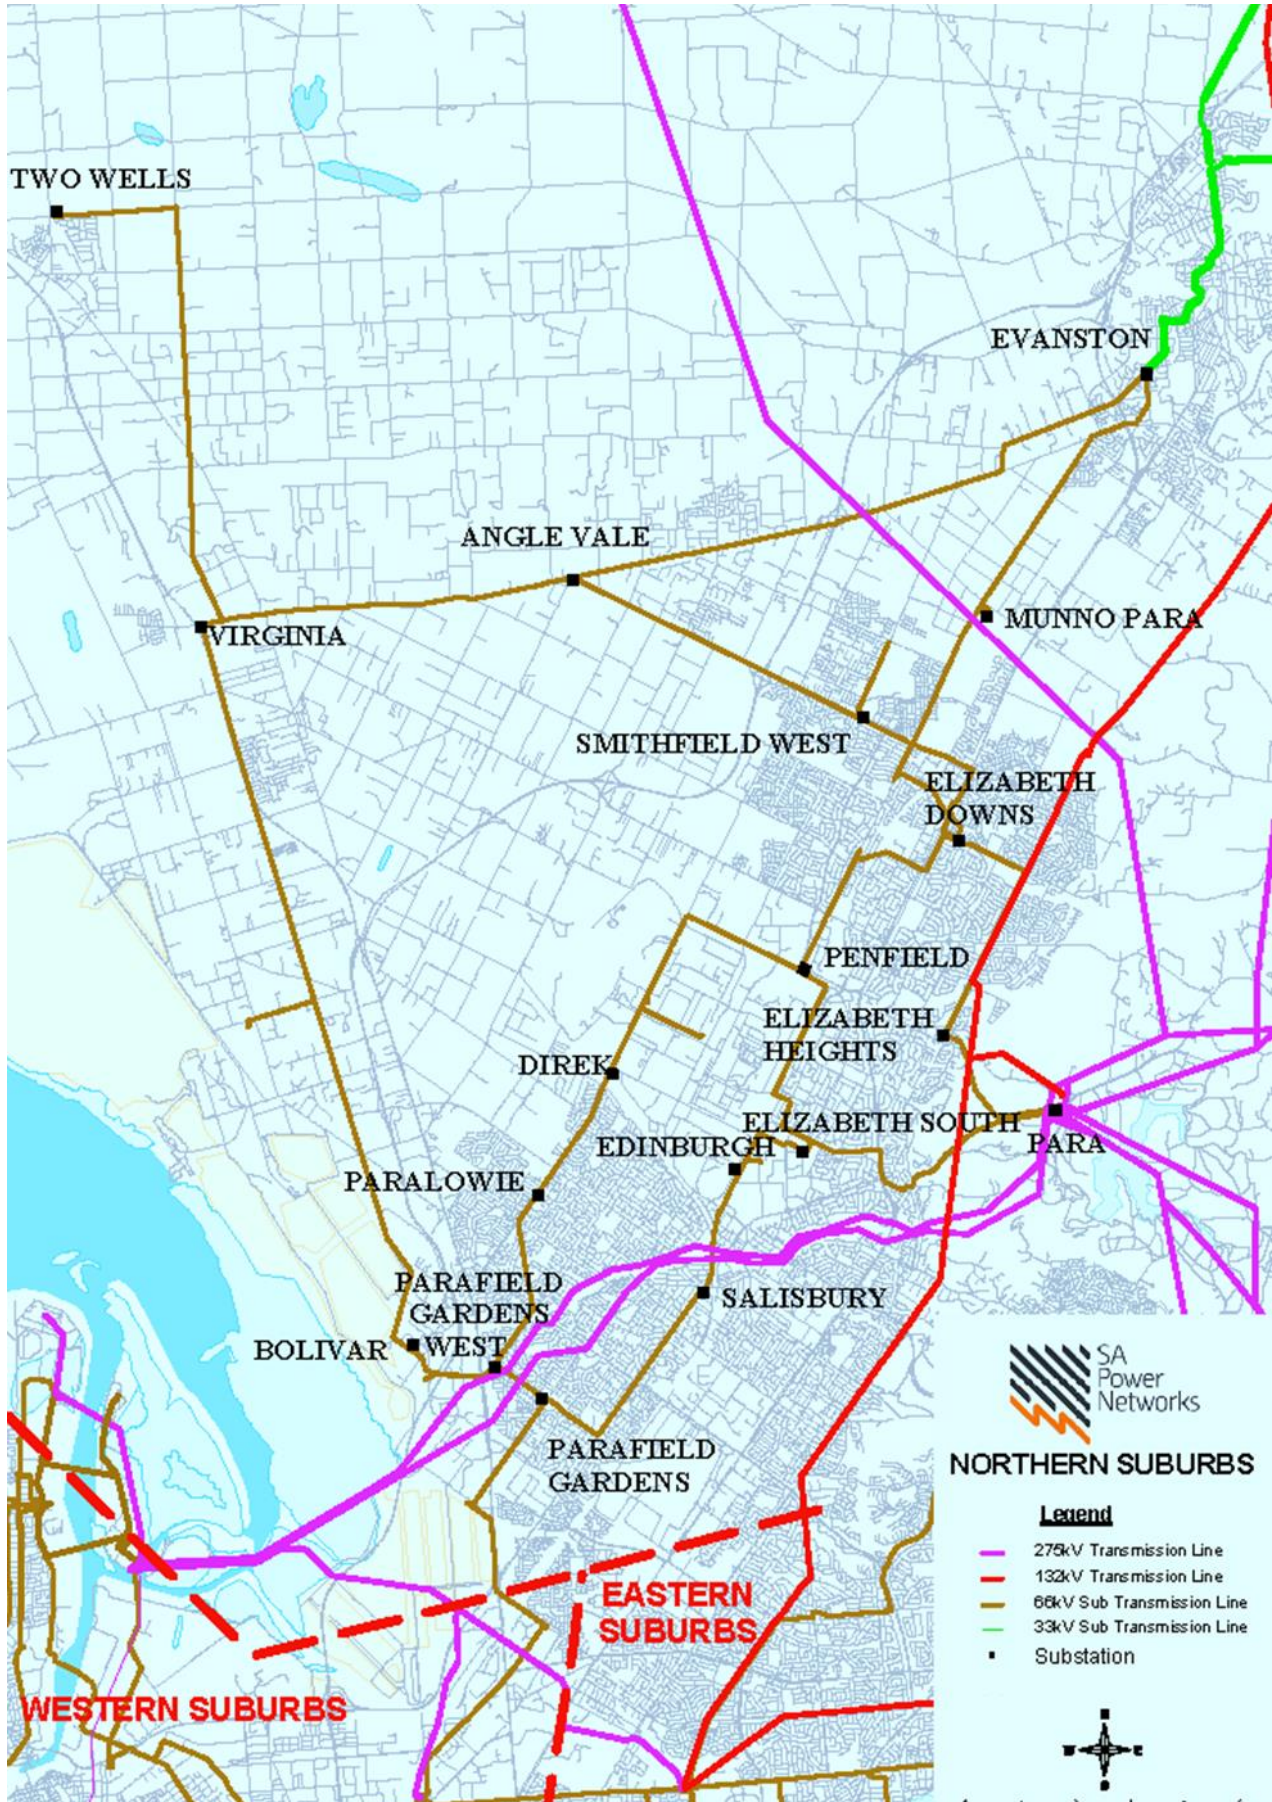 TWO WELLS
EVANSTON
ANGLE VALE
MUNNO PARA
VIRGINIA
SMITHFIELD WEST
ELIZABETH
DOWNS
PENFIELD
ELIZABETH
HEIGHTS
DIREK
ELIZABETH SOUTH
EDINBURGH
PARA
PARALOWIE
PARAFIELD
GARDENS
WEST
SALISBURY
BOLIVAR
PARAFIELD
GARDENS
SA
Power
Networks
NORTHERN SUBURBS
Legend
275kV Transmission Line
132kV Transmission Line
66kV Sub Transmission Line
33kV Sub Transmission Line
Substation
EASTERN
SUBURBS
WESTERN SUBURBS